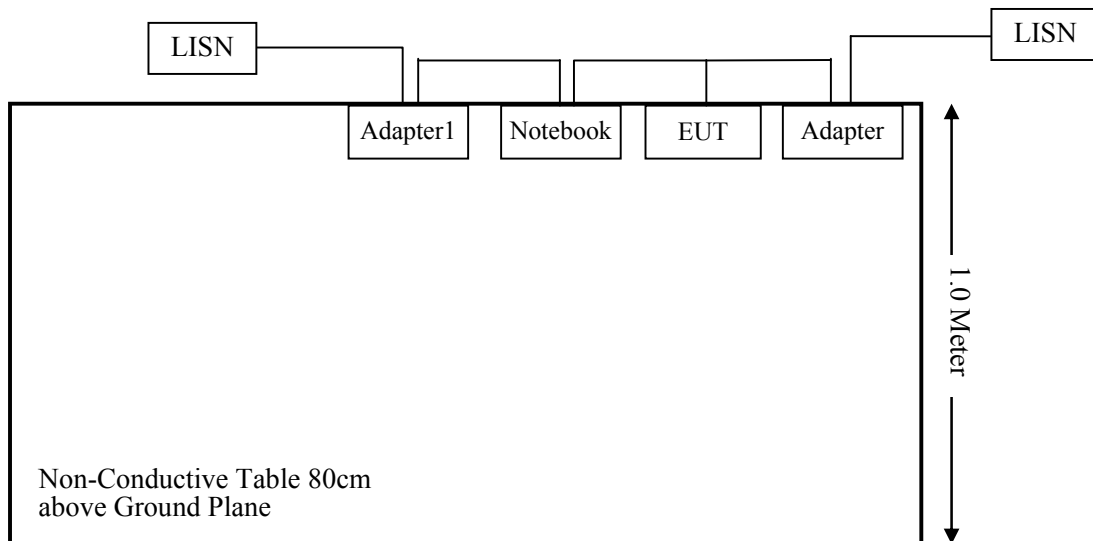 LISN
LISN
Adapter1
Notebook
EUT
Adapter
1.0 Meter
Non-Conductive Table 80cm
above Ground Plane